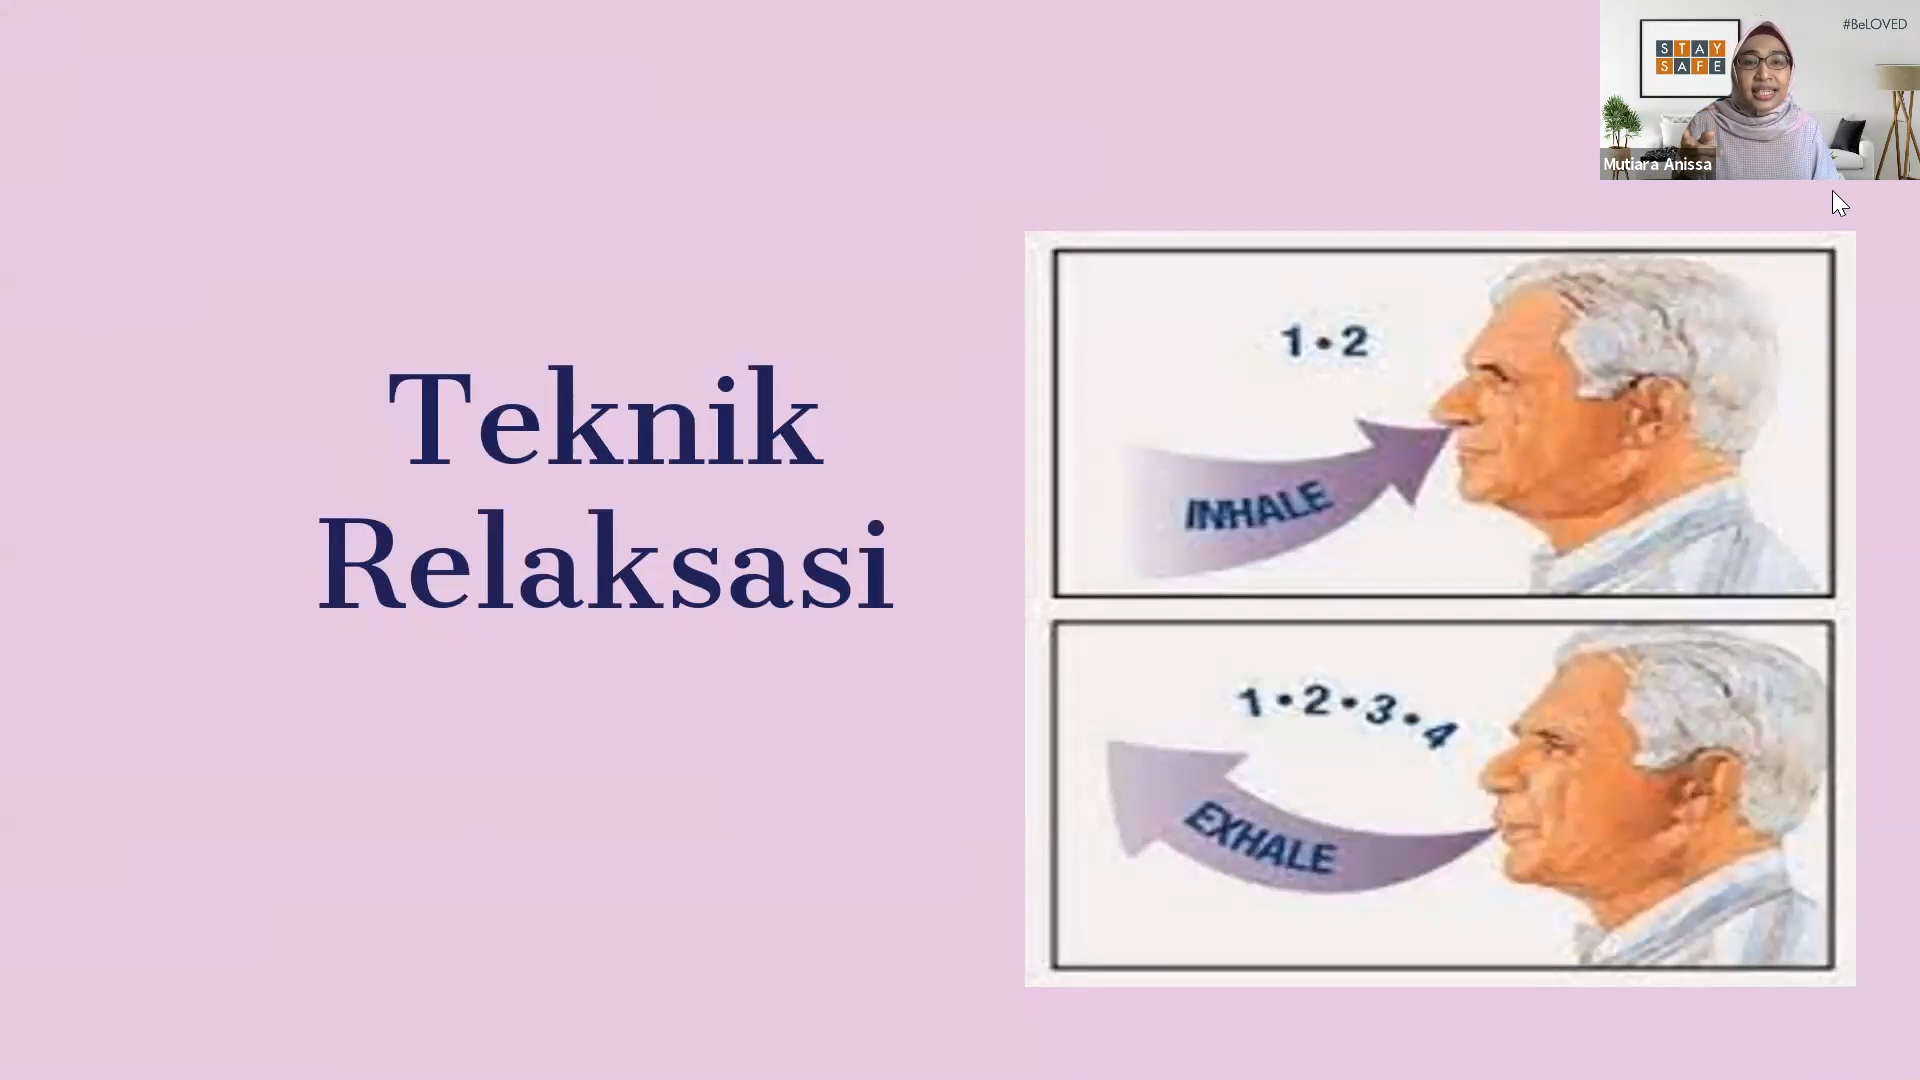 #BeLOVED
STAY
SAFE
Mutiara Anissa
Teknik
Relaksasi
1•2
INHALE
1•2•3•4
EXHALE